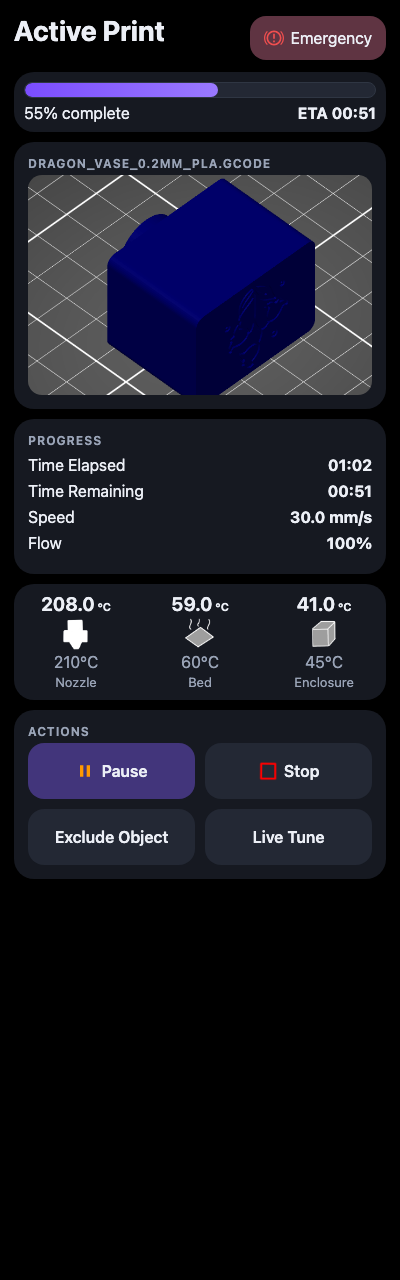 Active Print
Emergency
55% complete
ETA 00:51
DRAGON_VASE_0.2MM_PLA.GCODE
PROGRESS
Time Elapsed 01:02
Time Remaining 00:51
Speed 30.0 mm/s
Flow 100%
208.0 °C 59.0 °C 41.0 °C
210°C 60°C 45°C
Nozzle Bed Enclosure
ACTIONS
Pause Stop
Exclude Object Live Tune